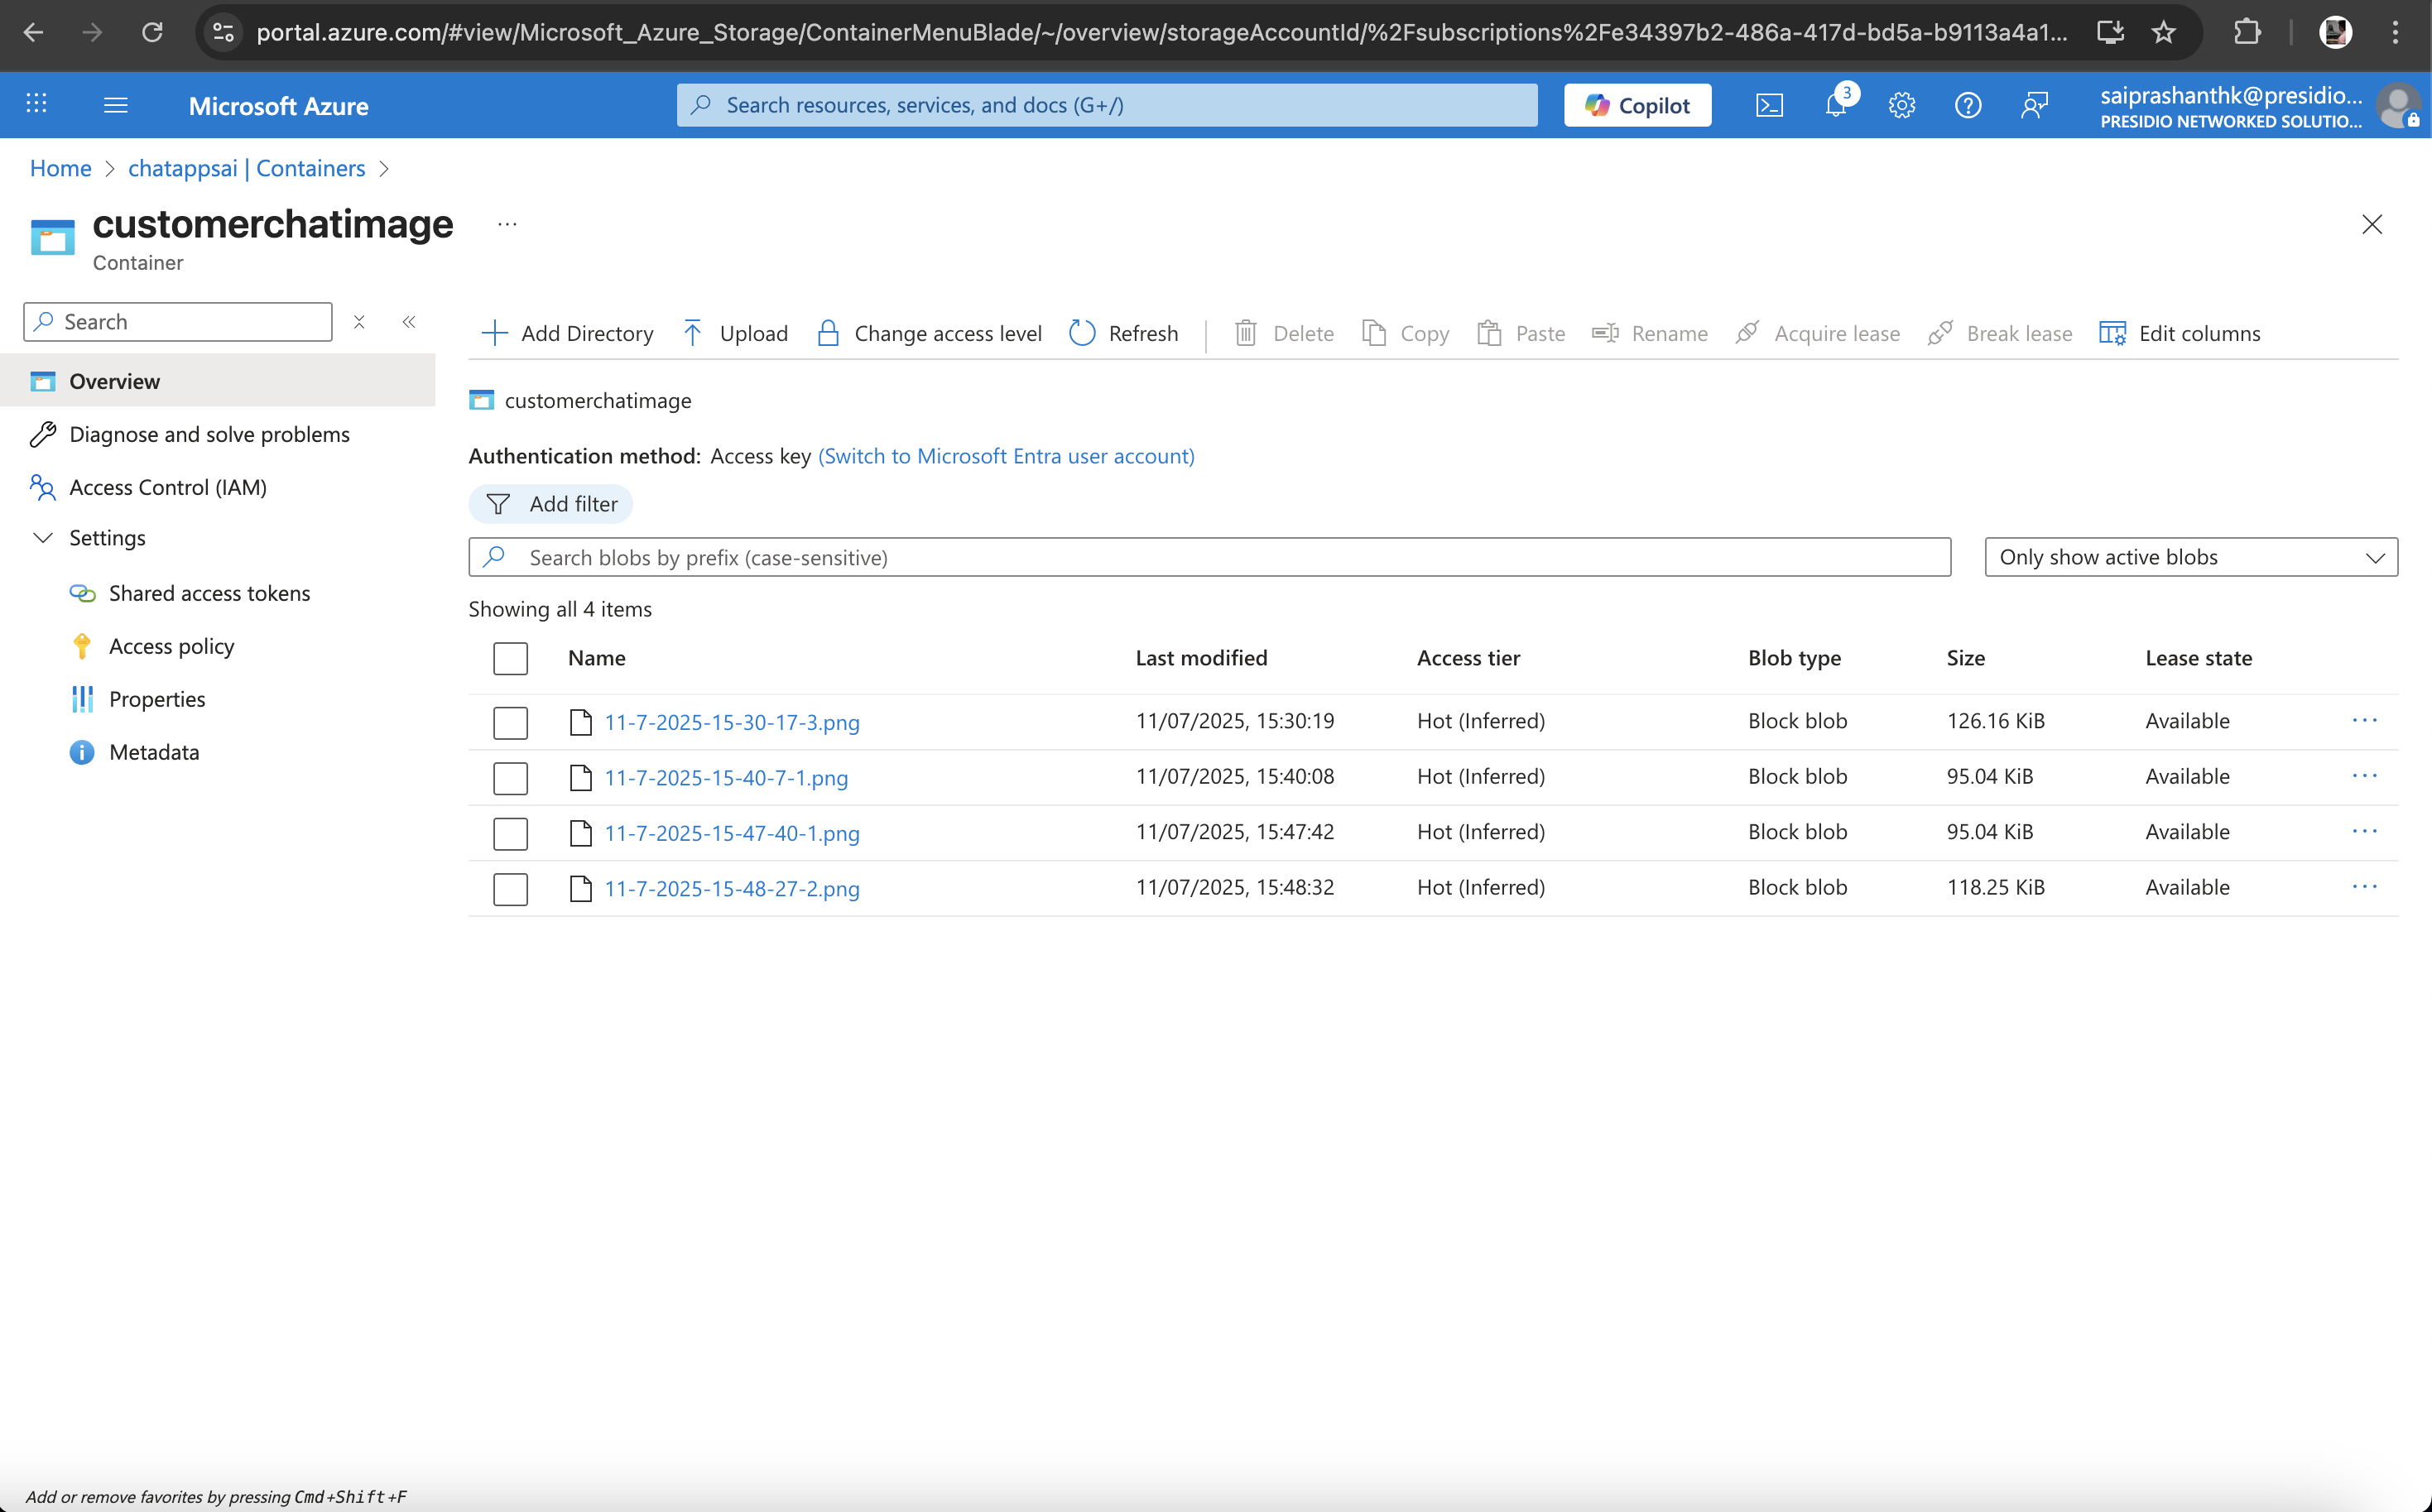 portal.azure.com/#view/Microsoft_Azure_Storage/ContainerMenuBlade/~/overview/storageAccountId/%2Fsubscriptions%2Fe34397b2-486a-417d-bd5a-b9113a4a1...
Microsoft Azure
Search resources, services, and docs (G+/)
Copilot
3
saiprashanthk@presidio...
PRESIDIO NETWORKED SOLUTIO...
Home > chatappsai | Containers >
customerchatimage ...
Container
Search
Overview
Diagnose and solve problems
Access Control (IAM)
Settings
Shared access tokens
Access policy
Properties
Metadata
Add Directory Upload Change access level Refresh Delete Copy Paste Rename Acquire lease Break lease Edit columns
customerchatimage
Authentication method: Access key (Switch to Microsoft Entra user account)
Add filter
Search blobs by prefix (case-sensitive)
Only show active blobs
Showing all 4 items
Name Last modified Access tier Blob type Size Lease state
11-7-2025-15-30-17-3.png 11/07/2025, 15:30:19 Hot (Inferred) Block blob 126.16 KiB Available ...
11-7-2025-15-40-7-1.png 11/07/2025, 15:40:08 Hot (Inferred) Block blob 95.04 KiB Available ...
11-7-2025-15-47-40-1.png 11/07/2025, 15:47:42 Hot (Inferred) Block blob 95.04 KiB Available ...
11-7-2025-15-48-27-2.png 11/07/2025, 15:48:32 Hot (Inferred) Block blob 118.25 KiB Available ...
Add or remove favorites by pressing Cmd+Shift+F